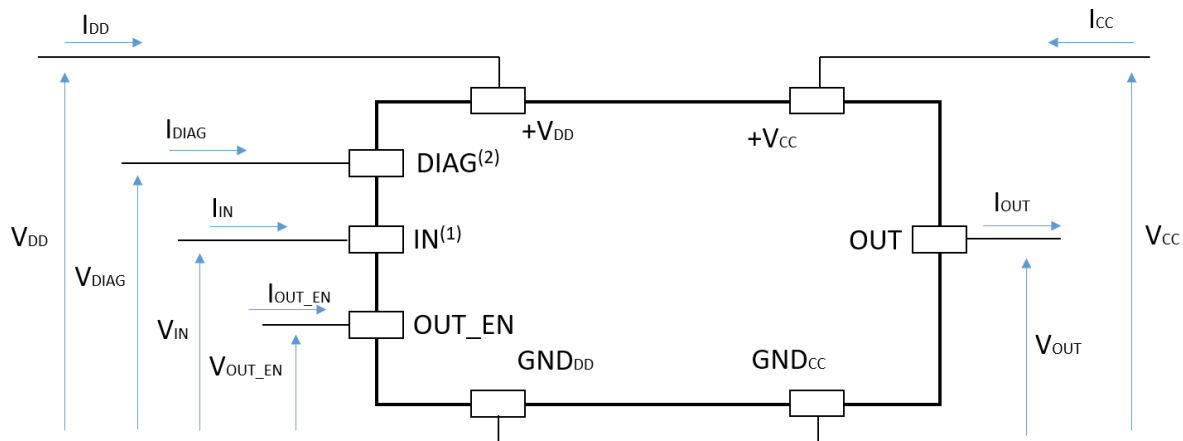 IDD
ICC
+VDD
+VCC
IDIAG
DIAG(2)
IIN
IOUT
VDD
IN(1)
OUT
VCC
VDIAG
IOUT_EN
OUT_EN
VIN
VOUT
VOUT_EN
GNDDD
GNDCC